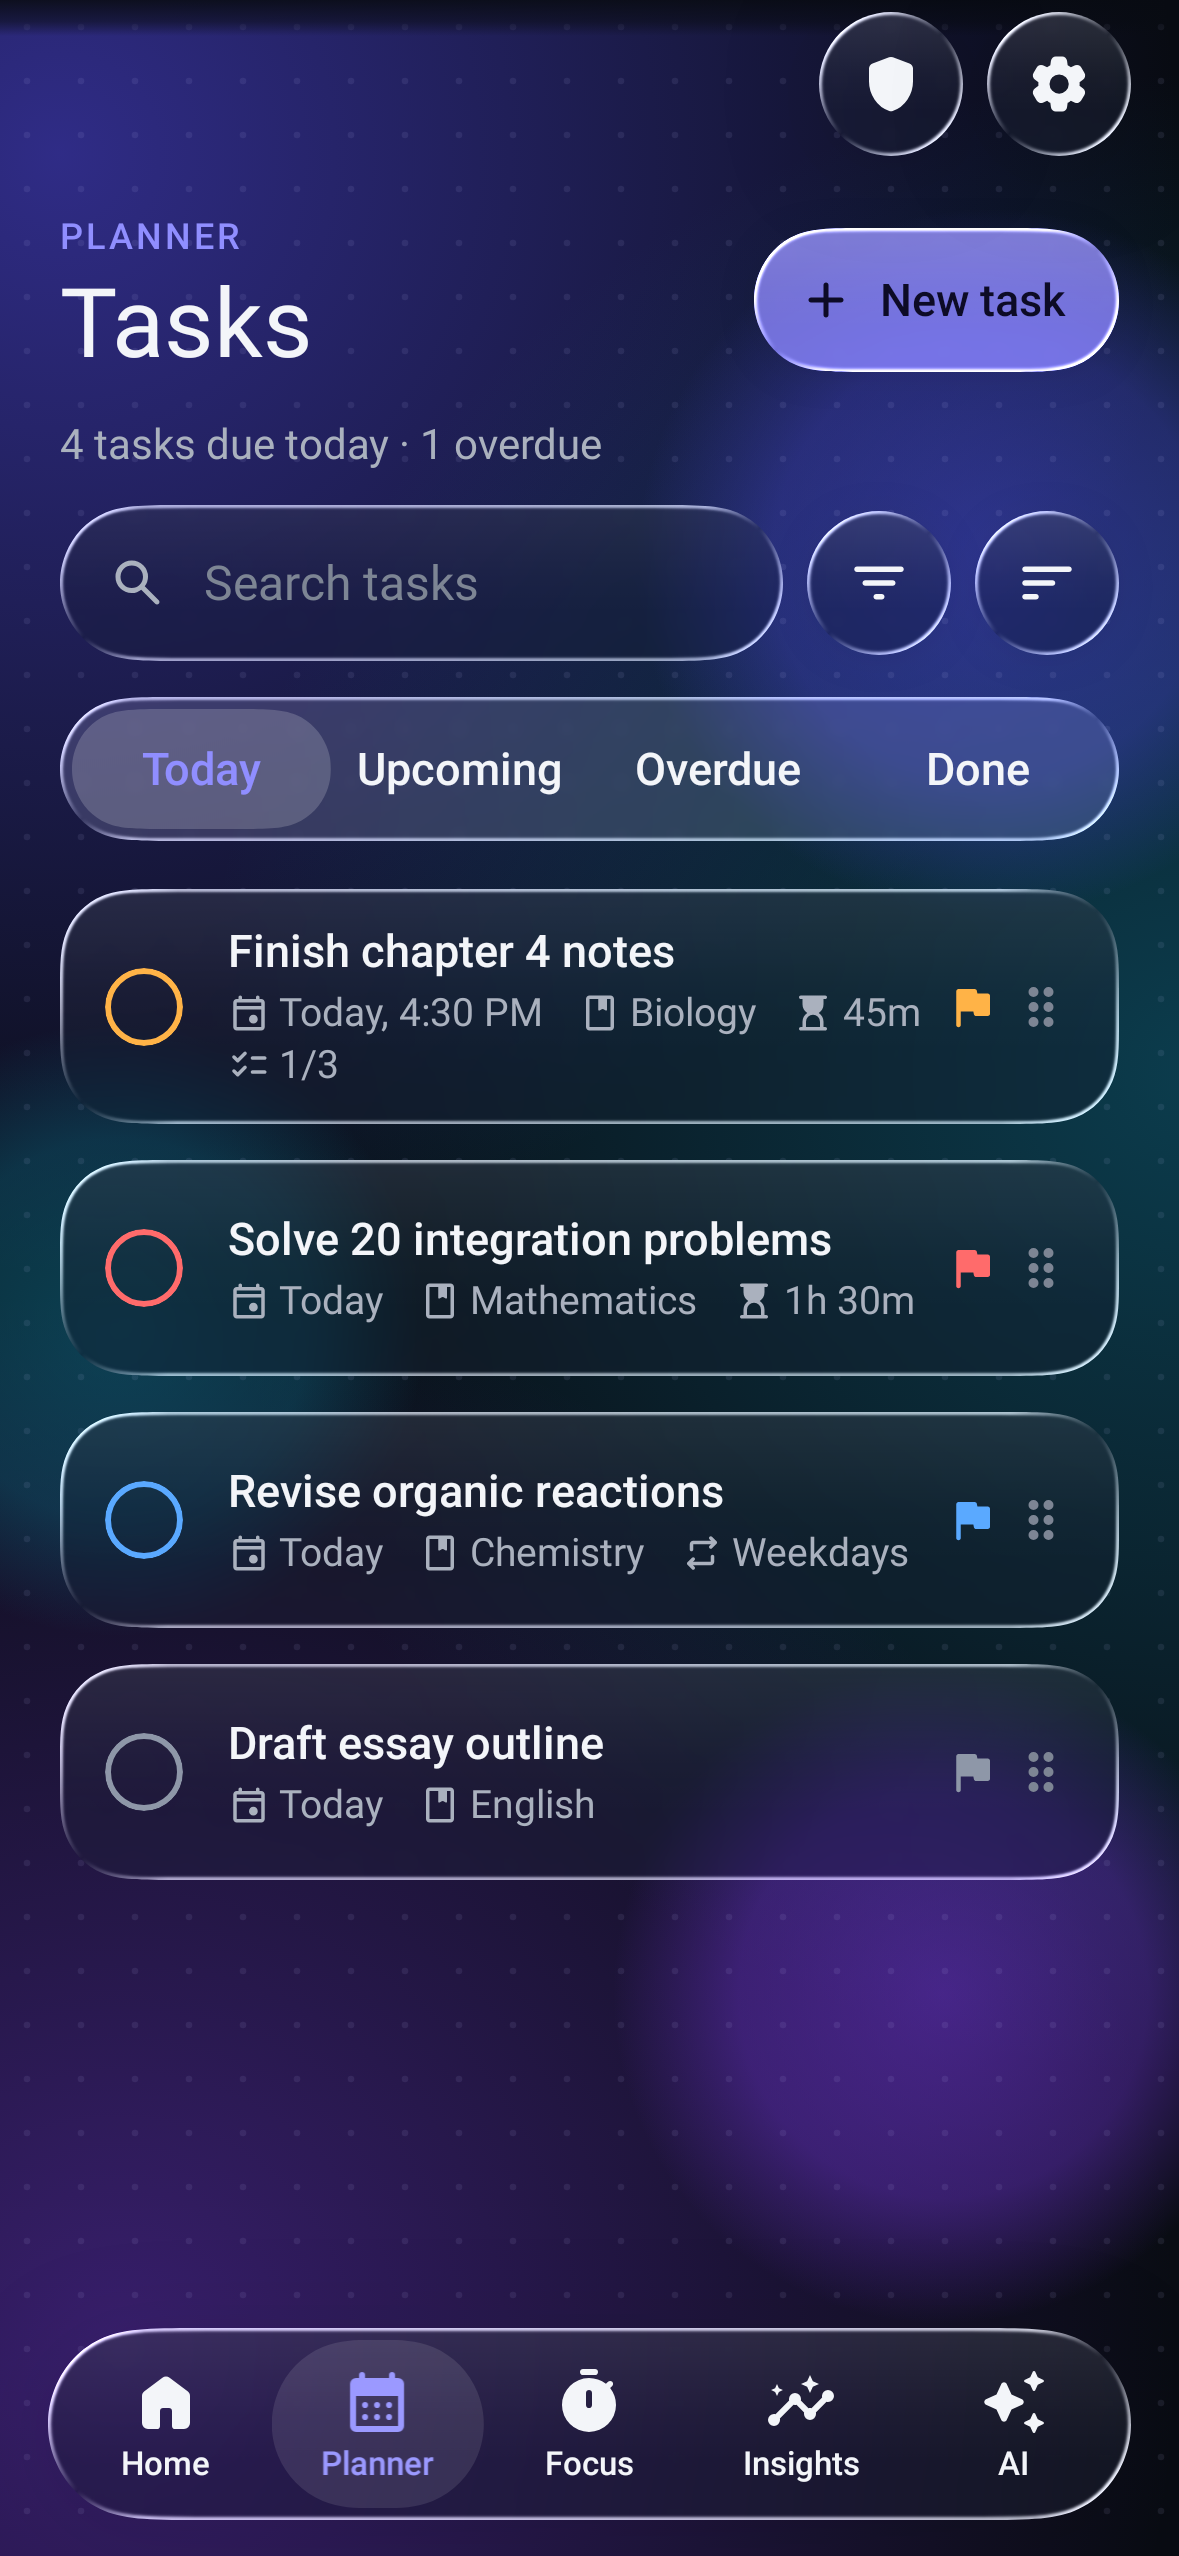 PLANNER
Tasks
New task
4 tasks due today · 1 overdue
Search tasks
Today Upcoming Overdue Done
Finish chapter 4 notes
Today, 4:30 PM Biology 45m
1/3
Solve 20 integration problems
Today Mathematics 1h 30m
Revise organic reactions
Today Chemistry Weekdays
Draft essay outline
Today English
Home Planner Focus Insights AI